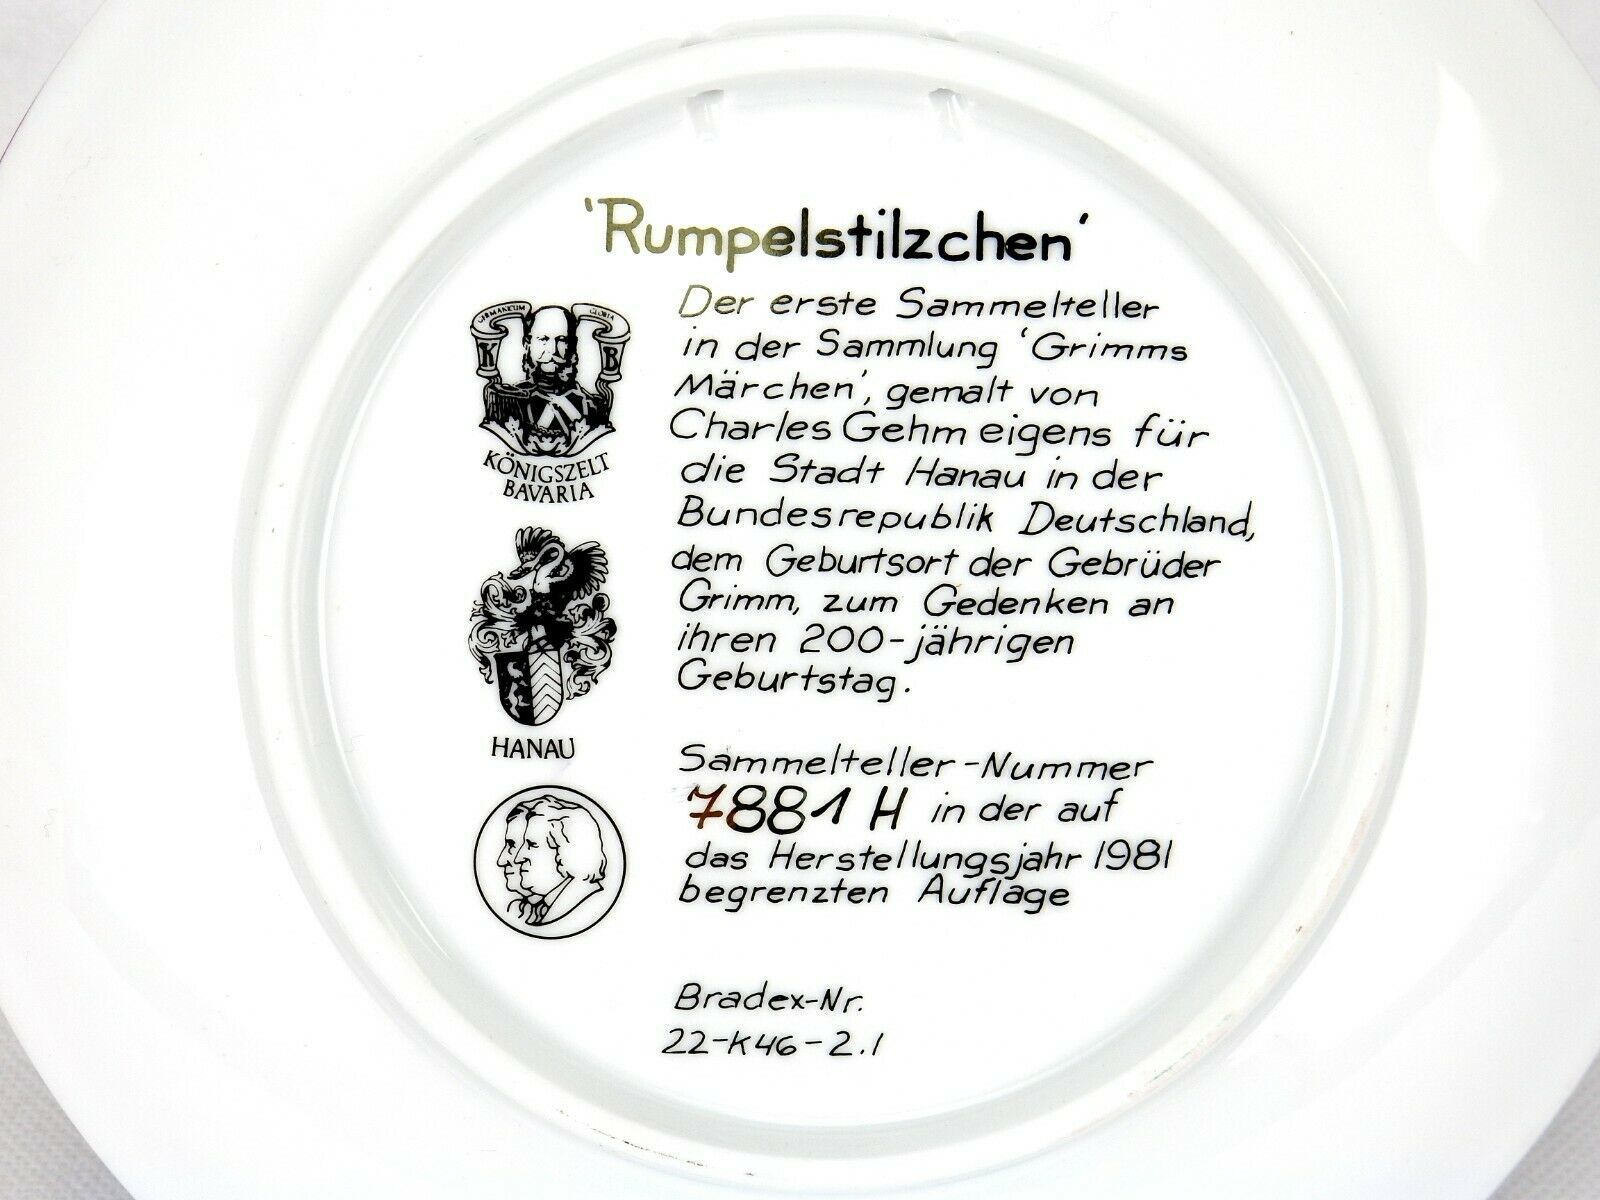 'Rumpelstilzchen'
Der erste Sammelteller
in der Sammlung 'Grimms
Märchen', gemalt von
Charles Gehm eigens für
die Stadt Hanau in der
Bundesrepublik Deutschland,
dem Geburtsort der Gebrüder
Grimm, zum Gedenken an
ihren 200-jährigen
Geburtstag.
GERMANICUM GLORIA
K B
KÖNIGSZELT
BAVARIA
HANAU
Sammelteller-Nummer
7881 H in der auf
das Herstellungsjahr 1981
begrenzten Auflage
Bradex-Nr.
22-K46-2.1